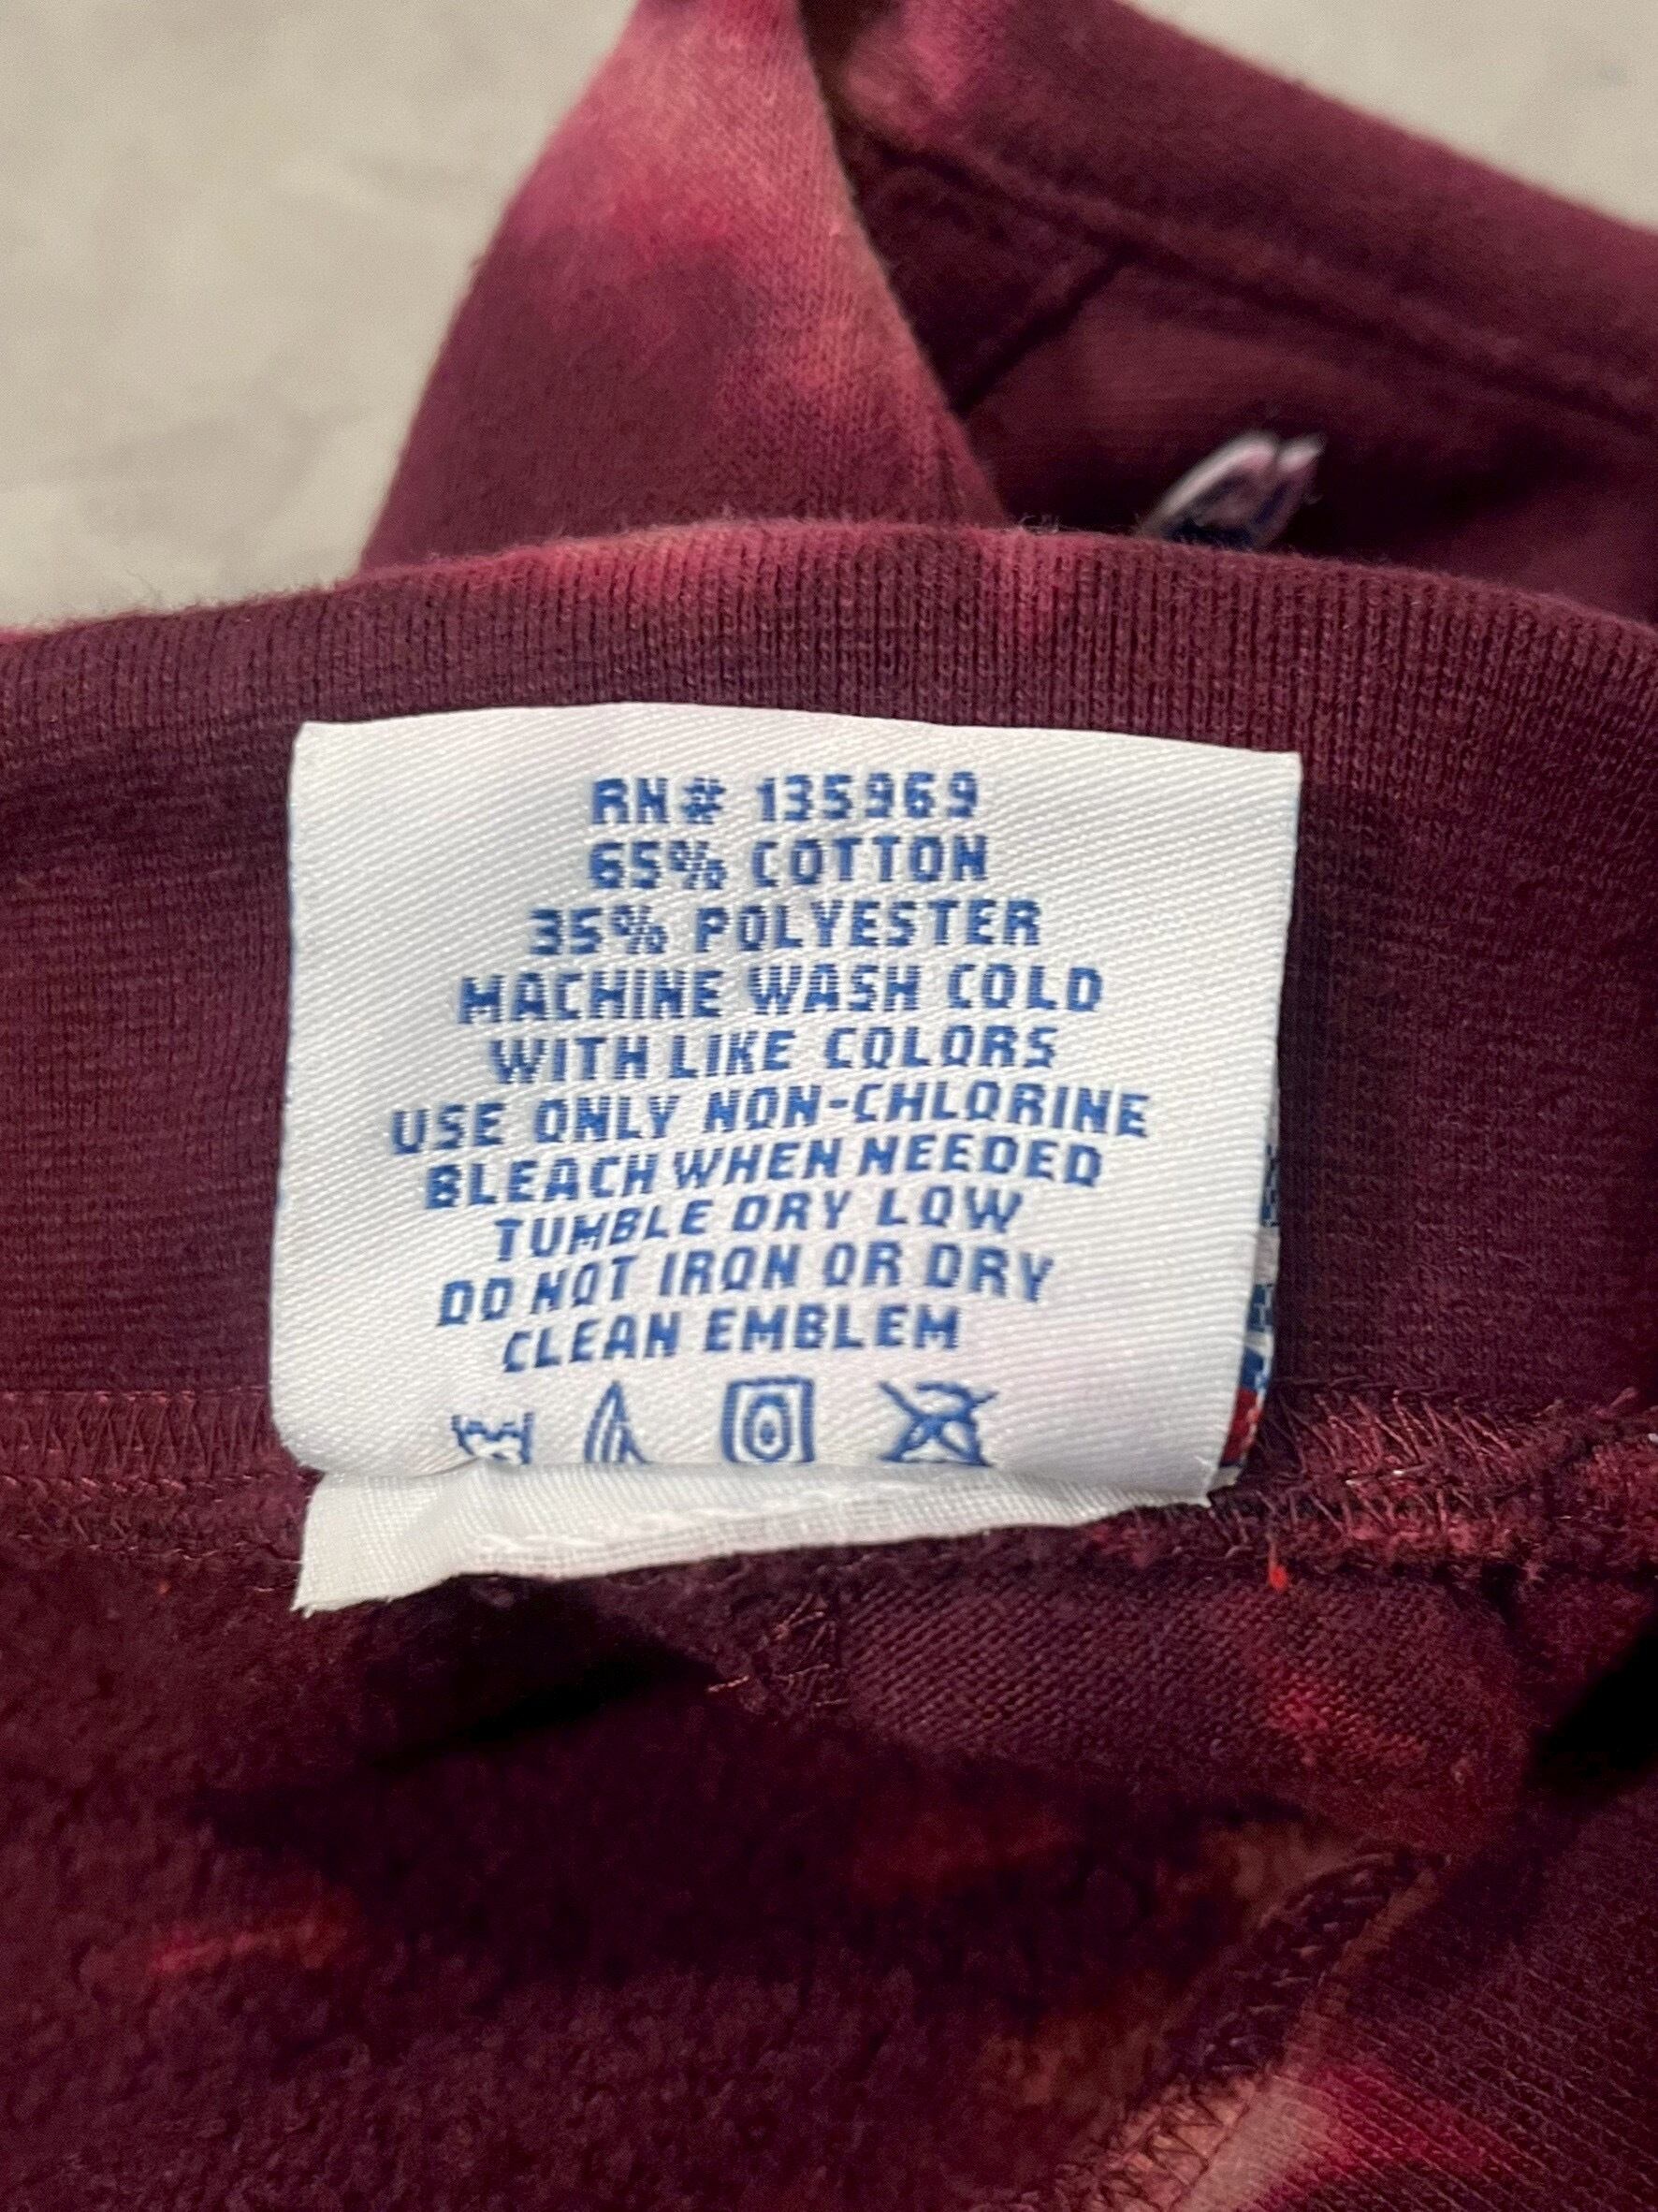 RN# 135969
65% COTTON
35% POLYESTER
MACHINE WASH COLD
WITH LIKE COLORS
USE ONLY NON-CHLORINE
BLEACH WHEN NEEDED
TUMBLE DRY LOW
DO NOT IRON OR DRY
CLEAN EMBLEM